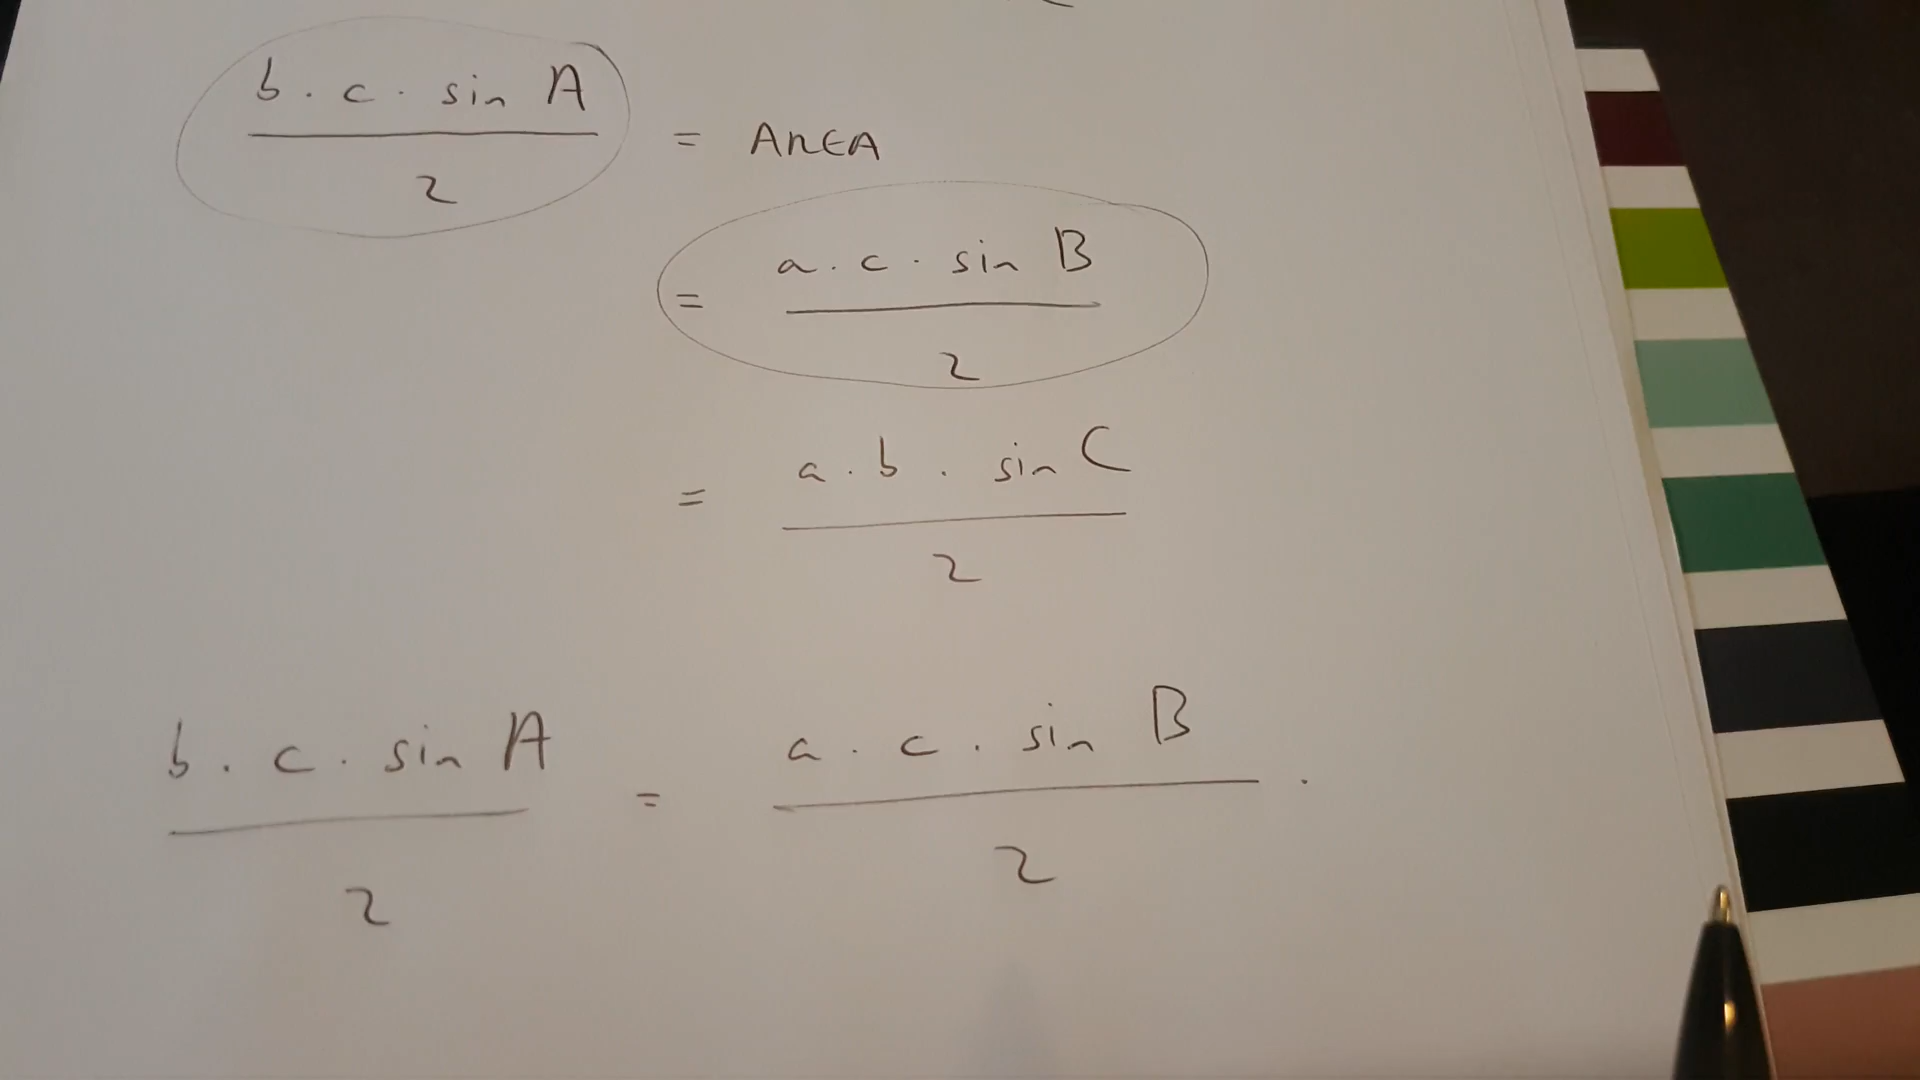 b . c . sin A / 2 = AREA
= a . c . sin B / 2
= a . b . sin C / 2
b . c . sin A / 2 = a . c . sin B / 2 .